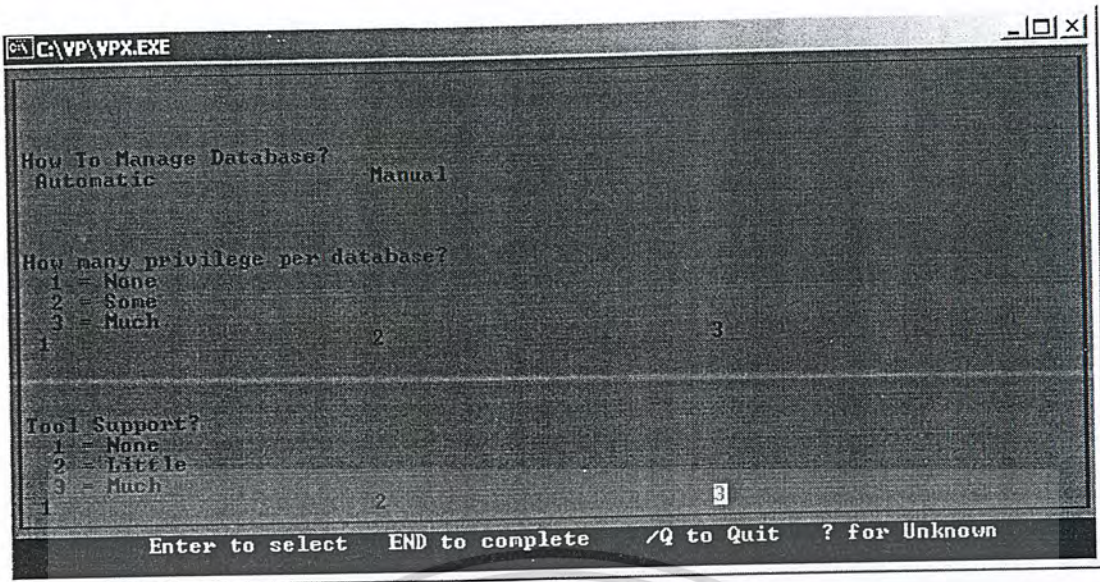 C:\VP\VPX.EXE
How To Manage Database?
Automatic Manual
How many privilege per database?
1 = None
2 = Some
3 = Much
1 2 3
Tool Support?
1 = None
2 = Little
3 = Much
1 2 3
Enter to select END to complete /Q to Quit ? for Unknown